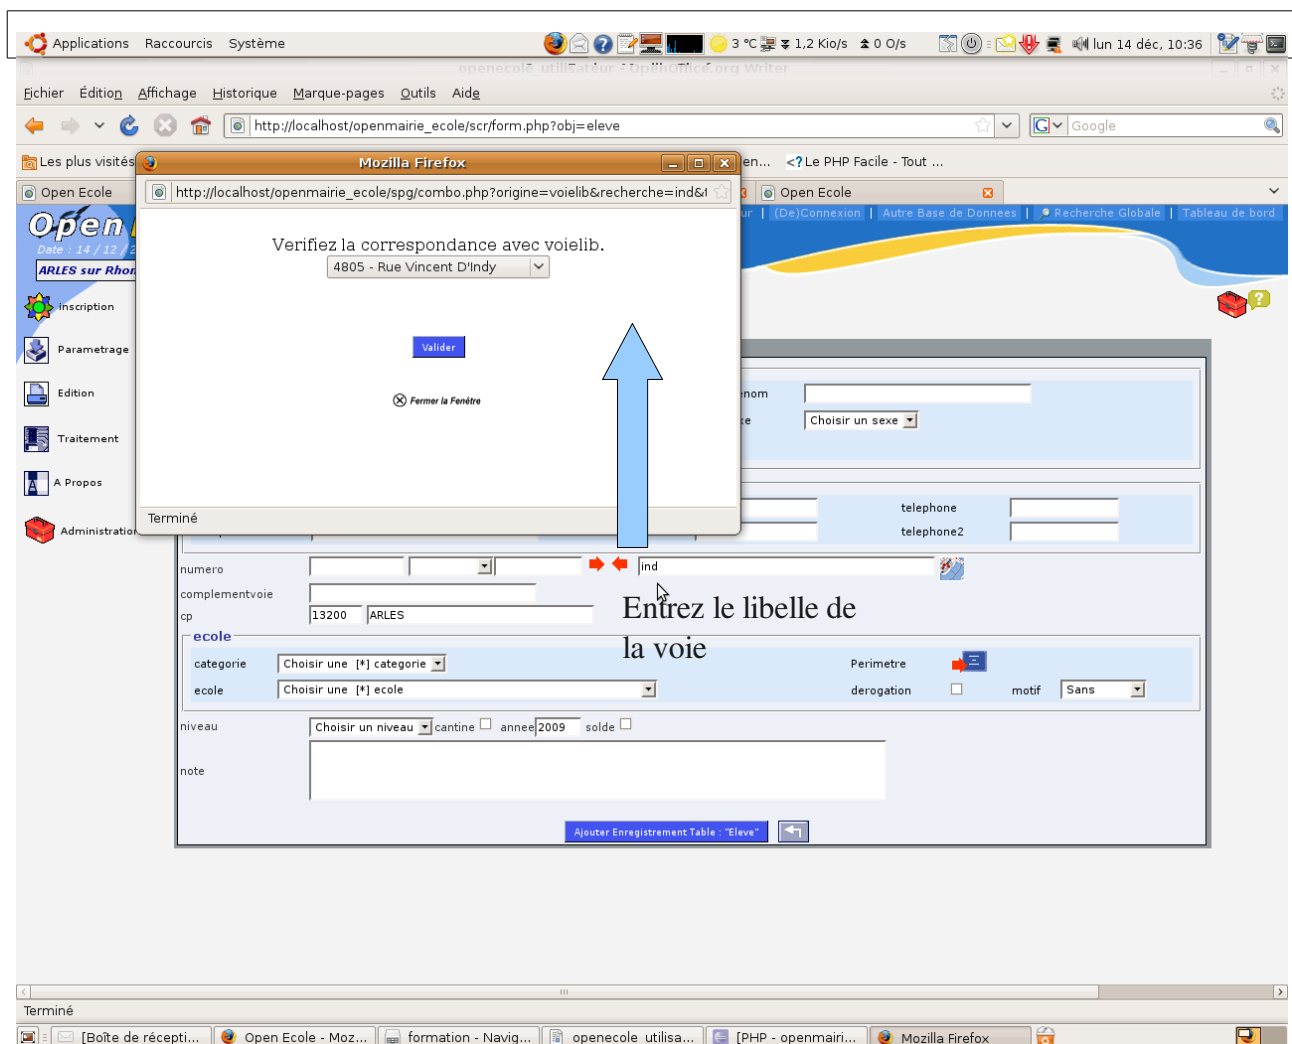 Applications Raccourcis Système 3 °C 1,2 Kio/s 0 O/s lun 14 déc, 10:36
openecole_utilisateur - OpenOffice.org Writer
Fichier Édition Affichage Historique Marque-pages Outils Aide
http://localhost/openmairie_ecole/scr/form.php?obj=eleve Google
Les plus visités Mozilla Firefox en... Le PHP Facile - Tout ...
Open Ecole http://localhost/openmairie_ecole/spg/combo.php?origine=voielib&recherche=ind& Open Ecole
Open (De)Connexion | Autre Base de Donnees | Recherche Globale | Tableau de bord
Date : 14 / 12 /
ARLES sur Rhon
Verifiez la correspondance avec voielib.
4805 - Rue Vincent D'Indy
inscription
Parametrage
Valider
Edition
Fermer la Fenêtre
enom
Choisir un sexe
Traitement
A Propos
Terminé
Administration
telephone
telephone2
numero ind
complementvoie
cp 13200 ARLES
Entrez le libelle de
la voie
ecole
categorie Choisir une [*] categorie Perimetre
ecole Choisir une [*] ecole derogation motif Sans
niveau Choisir un niveau cantine annee 2009 solde
note
Ajouter Enregistrement Table : "Eleve"
Terminé
[Boîte de récepti... Open Ecole - Moz... formation - Navig... openecole_utilisa... [PHP - openmairi... Mozilla Firefox